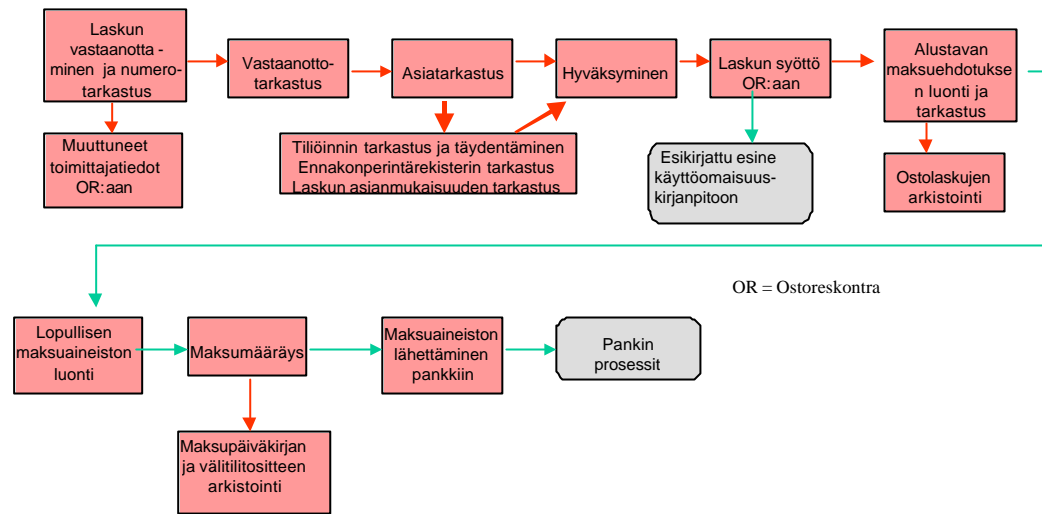 Laskun
vastaanotta -
minen ja numero-
tarkastus
Vastaanotto-
tarkastus
Asiatarkastus
Hyväksyminen
Laskun syöttö
OR:aan
Alustavan
maksuehdotukse
n luonti ja
tarkastus
Muuttuneet
toimittajatiedot
OR:aan
Tiliöinnin tarkastus ja täydentäminen
Ennakonperintärekisterin tarkastus
Laskun asianmukaisuuden tarkastus
Esikirjattu esine
käyttöomaisuus-
kirjanpitoon
Ostolaskujen
arkistointi
OR = Ostoreskontra
Lopullisen
maksuaineiston
luonti
Maksumääräys
Maksuaineiston
lähettäminen
pankkiin
Pankin
prosessit
Maksupäiväkirjan
ja välitilitositteen
arkistointi